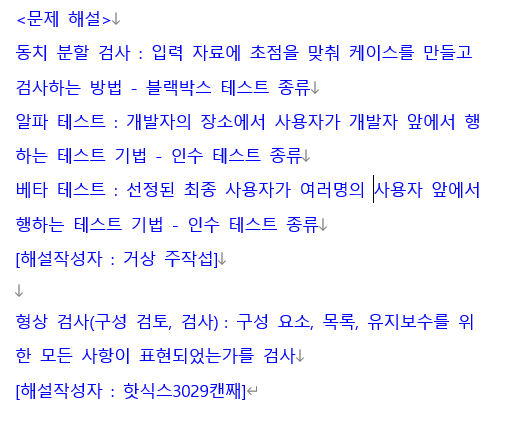 <문제 해설>↓
동치 분할 검사 : 입력 자료에 초점을 맞춰 케이스를 만들고
검사하는 방법 - 블랙박스 테스트 종류↓
알파 테스트 : 개발자의 장소에서 사용자가 개발자 앞에서 행
하는 테스트 기법 - 인수 테스트 종류↓
베타 테스트 : 선정된 최종 사용자가 여러명의 사용자 앞에서
행하는 테스트 기법 - 인수 테스트 종류↓
[해설작성자 : 거상 주작섭]↓
↓
형상 검사(구성 검토, 검사) : 구성 요소, 목록, 유지보수를 위
한 모든 사항이 표현되었는가를 검사↓
[해설작성자 : 핫식스3029캔째]↵